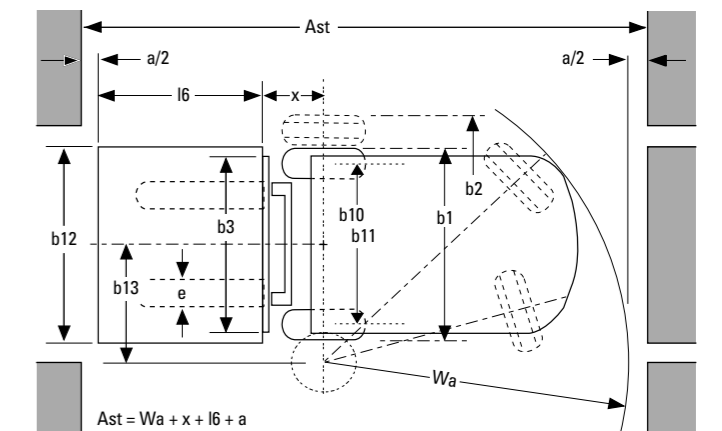 Ast
a/2
a/2
l6
x
b12
b13
b3
e
b10
b11
b1
b2
Wa
Ast = Wa + x + l6 + a